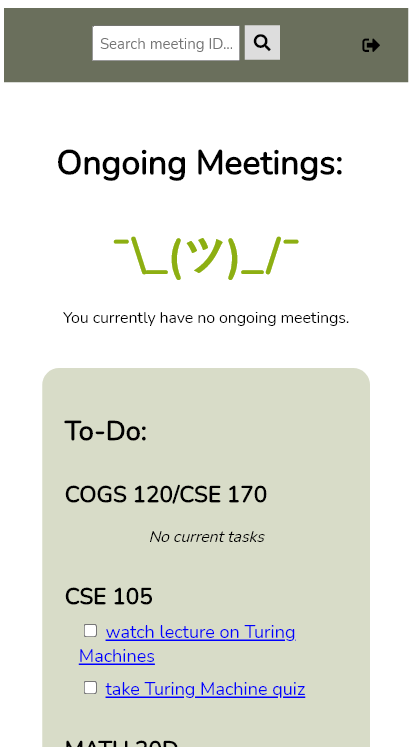 Search meeting ID...
Ongoing Meetings:
¯\_(ツ)_/¯
You currently have no ongoing meetings.
To-Do:
COGS 120/CSE 170
No current tasks
CSE 105
watch lecture on Turing
Machines
take Turing Machine quiz
MATH 20D